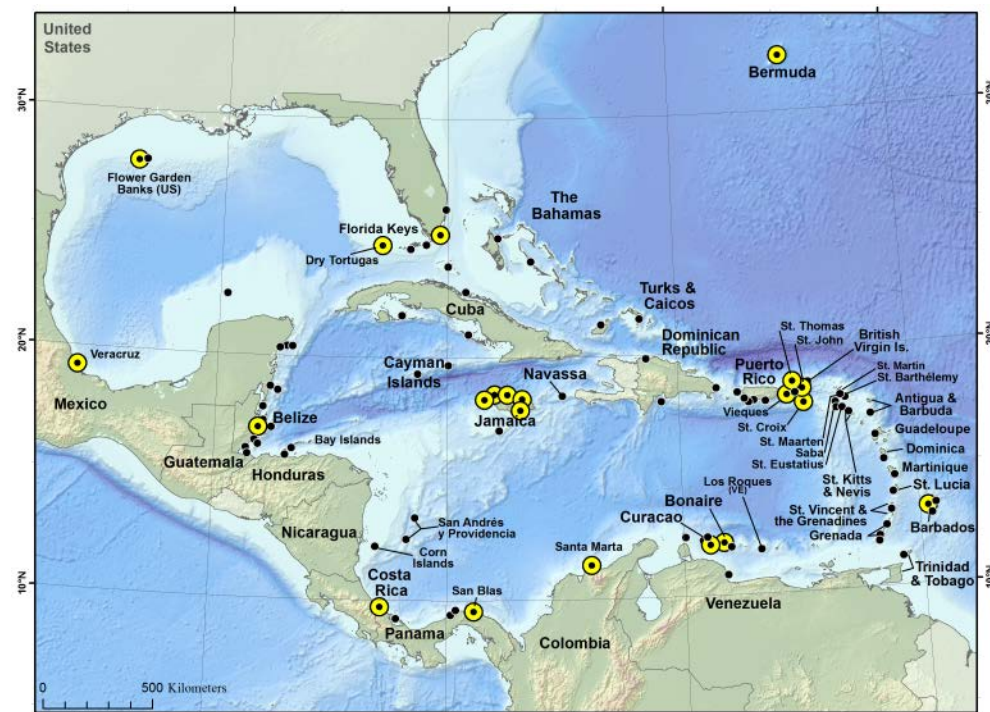 United
States
Bermuda
30°N
Flower Garden
Banks (US)
The
Bahamas
Florida Keys
Dry Tortugas
Turks &
Caicos
Cuba
20°N
20°N
Dominican
Republic
St. Thomas
St. John
British
Virgin Is.
Veracruz
Cayman
Islands
Navassa
Puerto
Rico
St. Martin
St. Barthélemy
Mexico
Belize
Jamaica
Vieques
St. Croix
Antigua
& Barbuda
Guadeloupe
St. Maarten
Saba
St. Eustatius
Bay Islands
Guatemala
Honduras
Dominica
Martinique
St. Kitts
& Nevis
St. Lucia
Los Roques
(VE)
Bonaire
Curacao
Nicaragua
San Andrés
y Providencia
St. Vincent &
the Grenadines
Grenada
Barbados
Corn
Islands
Santa Marta
Trinidad
& Tobago
10°N
10°N
Costa
Rica
San Blas
Venezuela
Panama
Colombia
0
500 Kilometers